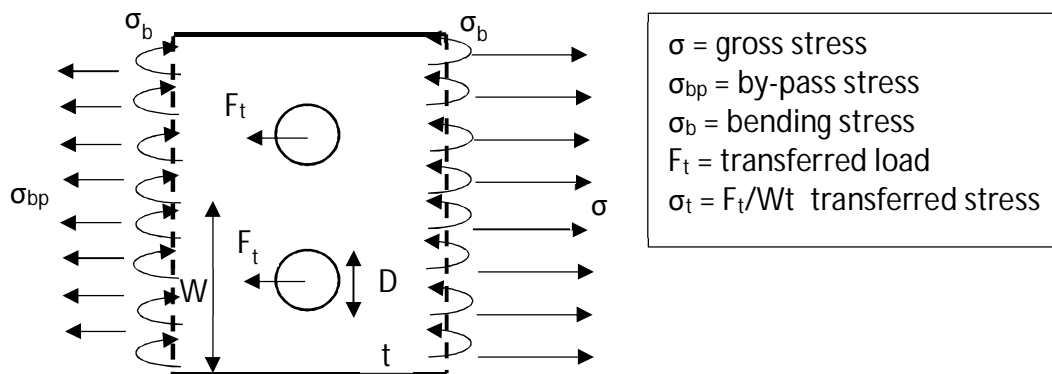 σb
σb
Ft
σbp
σ
Ft
W
D
t
σ = gross stress
σbp = by-pass stress
σb = bending stress
Ft = transferred load
σt = Ft/Wt transferred stress